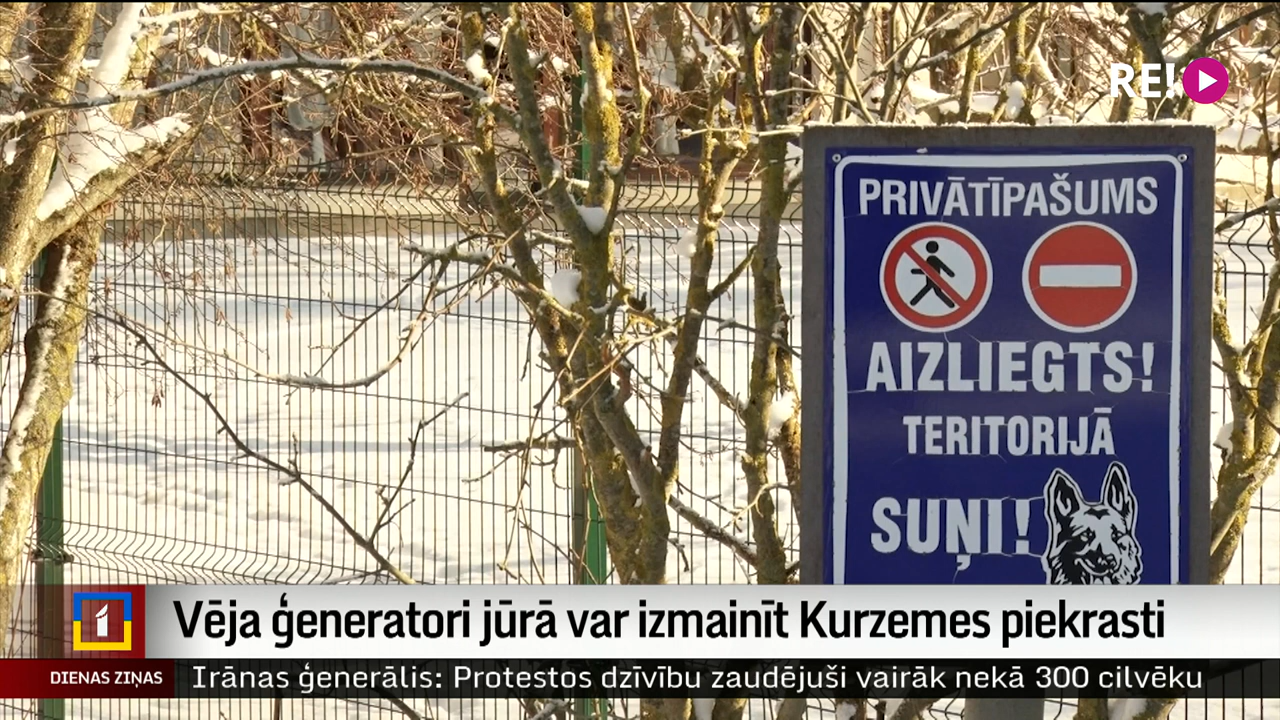 RE!
PRIVĀTĪPAŠUMS
AIZLIEGTS!
TERITORIJĀ
SUŅI!
1
Vēja ģeneratori jūrā var izmainīt Kurzemes piekrasti
DIENAS ZIŅAS
Irānas ģenerālis: Protestos dzīvību zaudējuši vairāk nekā 300 cilvēku